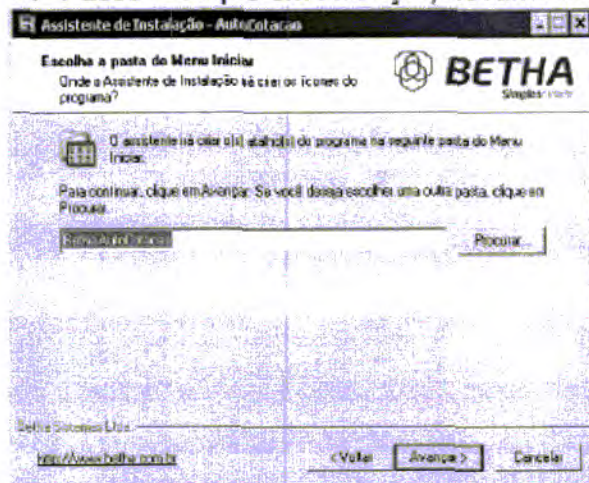 Assistente de Instalação - AutoCotacao
Escolha a pasta do Menu Iniciar
Onde o Assistente de Instalação irá criar os ícones do
programa?
BETHA
O assistente irá criar o(s) atalho(s) do programa na seguinte pasta do Menu
Iniciar.
Para continuar, clique em Avançar. Se você deseja escolher uma outra pasta, clique em
Procurar.
Procurar...
Betha Sistemas Ltda.
http://www.betha.com.br
< Voltar
Avançar >
Cancelar